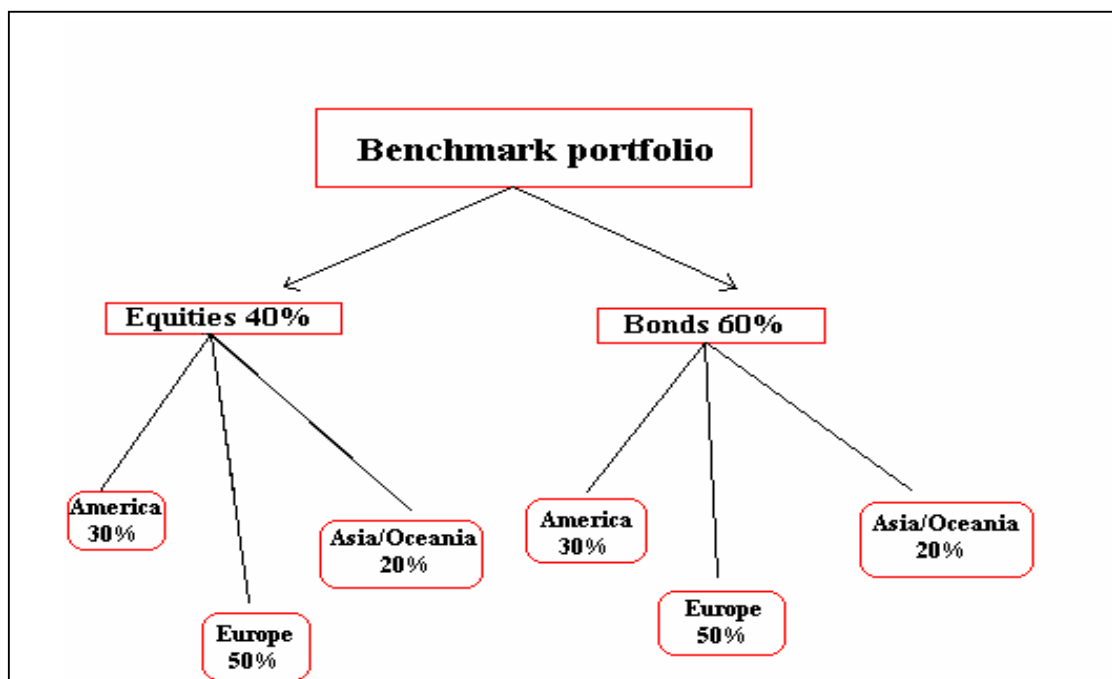 Benchmark portfolio
Equities 40%
Bonds 60%
America
30%
Asia/Oceania
20%
Europe
50%
America
30%
Asia/Oceania
20%
Europe
50%